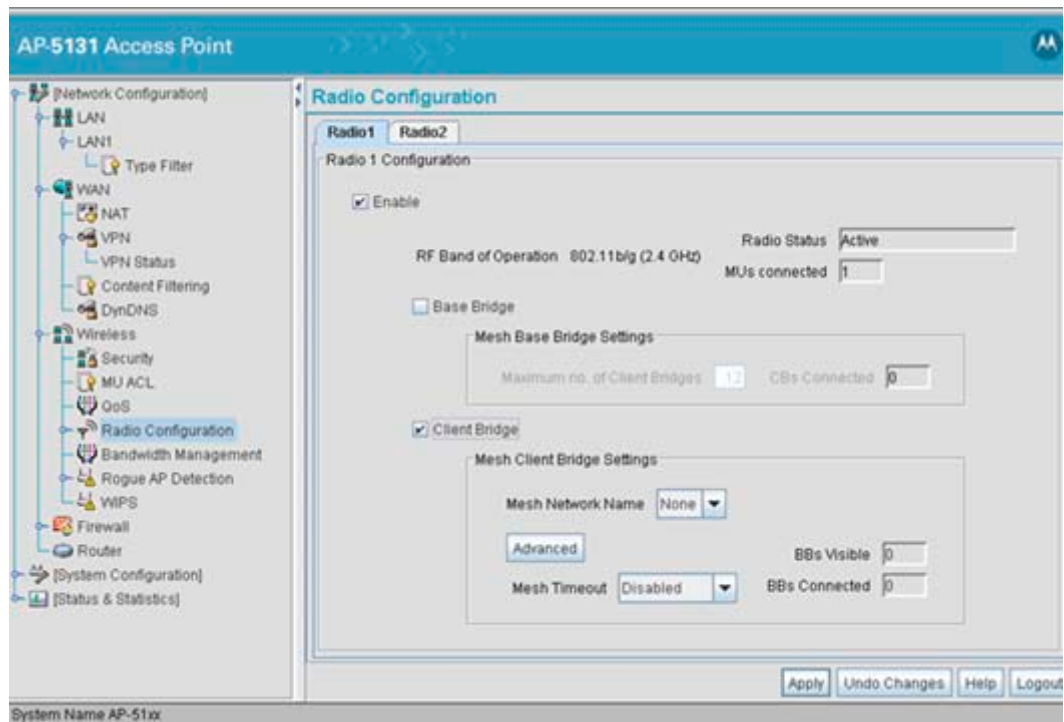 AP-5131 Access Point
[Network Configuration]
LAN
LAN1
Type Filter
WAN
NAT
VPN
VPN Status
Content Filtering
DynDNS
Wireless
Security
MU ACL
QoS
Radio Configuration
Bandwidth Management
Rogue AP Detection
WIPS
Firewall
Router
[System Configuration]
[Status & Statistics]
Radio Configuration
Radio1 Radio2
Radio 1 Configuration
Enable
RF Band of Operation 802.11b/g (2.4 GHz)
Radio Status Active
MUs connected 1
Base Bridge
Mesh Base Bridge Settings
Maximum no. of Client Bridges 12 CBs Connected 0
Client Bridge
Mesh Client Bridge Settings
Mesh Network Name None
Advanced
BBs Visible 0
Mesh Timeout Disabled
BBs Connected 0
Apply Undo Changes Help Logout
System Name AP-51xx